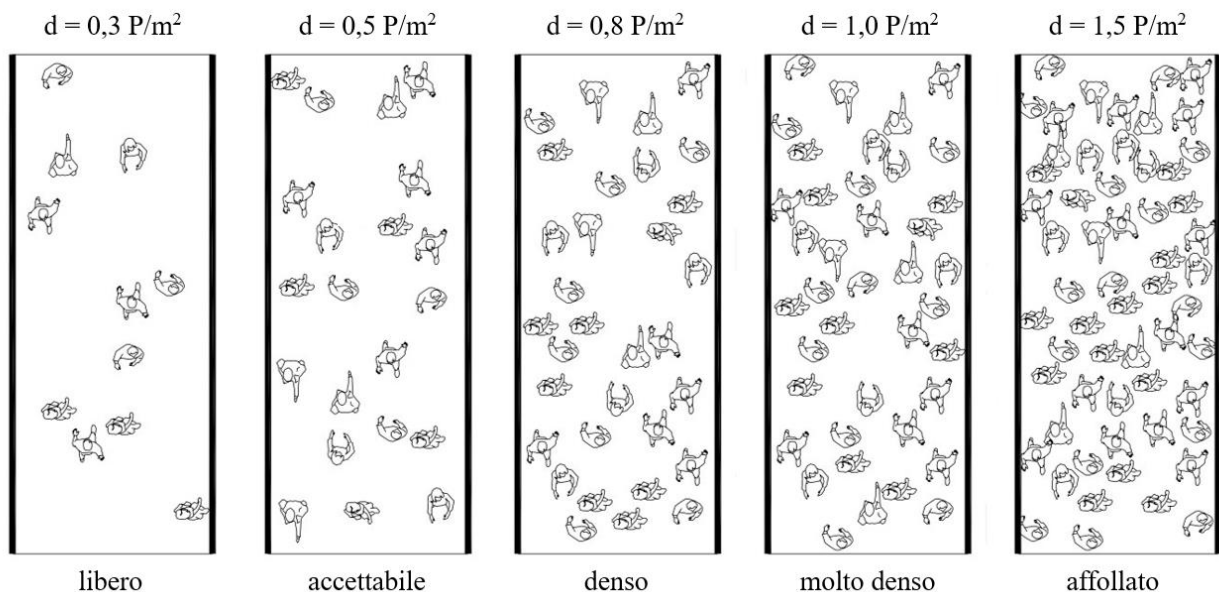 d = 0,3 P/m²
d = 0,5 P/m²
d = 0,8 P/m²
d = 1,0 P/m²
d = 1,5 P/m²
libero
accettabile
denso
molto denso
affollato